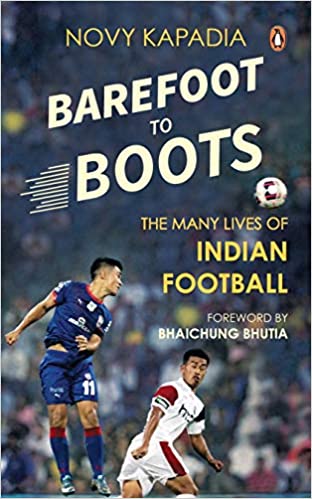 NOVY KAPADIA
BAREFOOT
TO
BOOTS
THE MANY LIVES OF
INDIAN
FOOTBALL
FOREWORD BY
BHAICHUNG BHUTIA
11